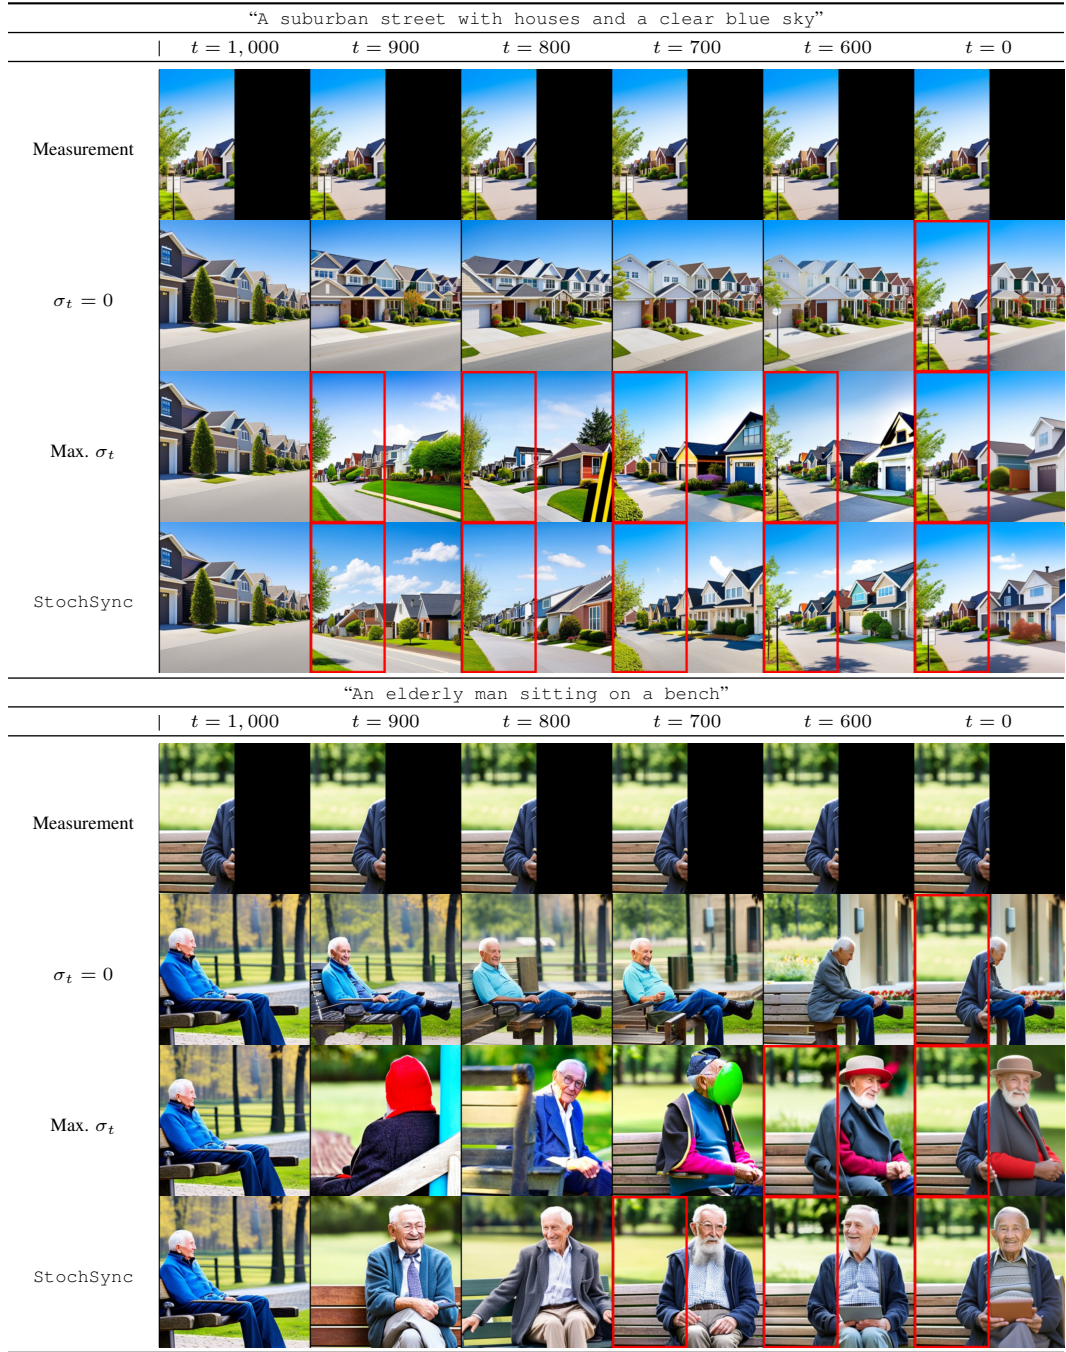 “A suburban street with houses and a clear blue sky”
| t = 1, 000 t = 900 t = 800 t = 700 t = 600 t = 0
Measurement
σt = 0
Max. σt
StochSync
“An elderly man sitting on a bench”
| t = 1, 000 t = 900 t = 800 t = 700 t = 600 t = 0
Measurement
σt = 0
Max. σt
StochSync